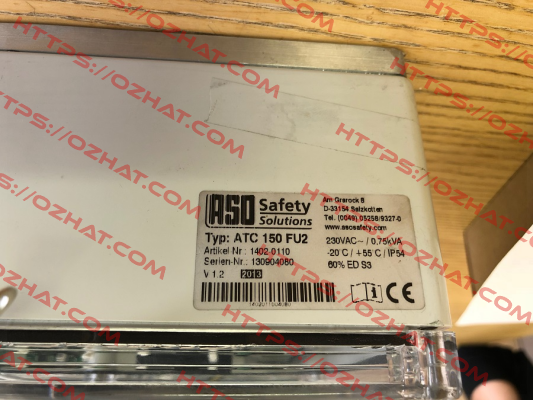 HTTPS://OZHAT.COM
ASO Safety Solutions
Am Grarock 8
D-33154 Salzkotten
Tel. (0049) 05258/9327-0
www.asosafety.com
Typ: ATC 150 FU2
Artikel Nr.: 1402-0110
Serien-Nr.: 130904080
V 1.2 2013
230VAC~ / 0,75kVA
-20°C / +55°C / IP54
60% ED S3
i
CE